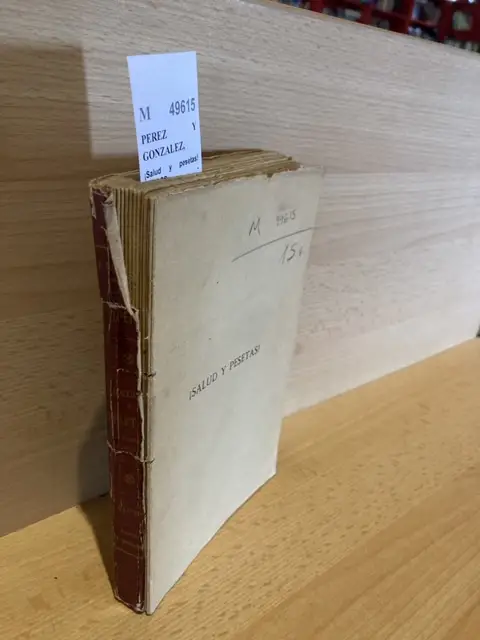 M 49615
PEREZ Y
GONZALEZ,
¡Salud y pesetas!
M 49615
15
¡SALUD Y PESETAS!